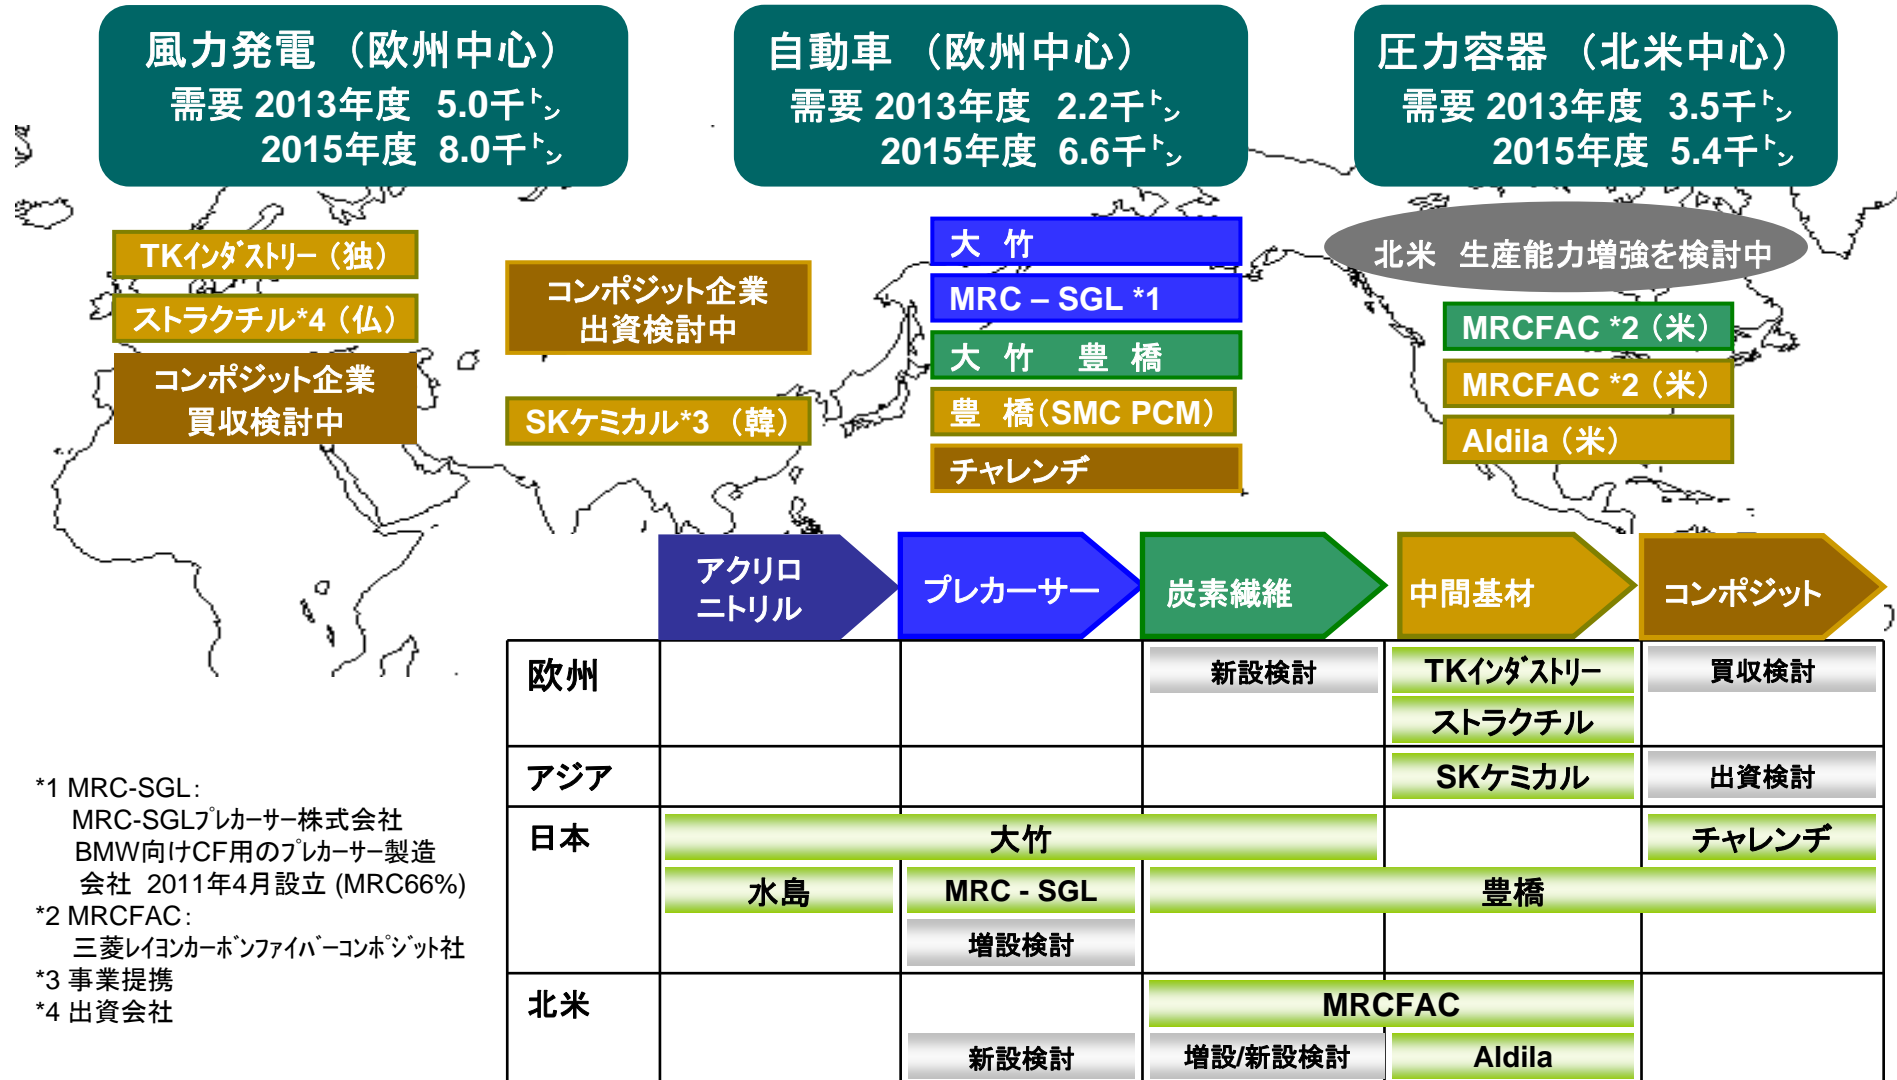 風力発電 （欧州中心）
需要 2013年度 5.0千㌧
2015年度 8.0千㌧
自動車 （欧州中心）
需要 2013年度 2.2千㌧
2015年度 6.6千㌧
圧力容器 （北米中心）
需要 2013年度 3.5千㌧
2015年度 5.4千㌧
TKｲﾝﾀﾞｽﾄﾘｰ（独）
ストラクチル*4（仏）
コンポジット企業
買収検討中
コンポジット企業
出資検討中
SKケミカル*3 （韓）
大 竹
MRC – SGL *1
大 竹 豊 橋
豊 橋（SMC PCM）
チャレンヂ
北米 生産能力増強を検討中
MRCFAC *2（米）
MRCFAC *2（米）
Aldila（米）
アクリロ
ニトリル
プレカーサー
炭素繊維
中間基材
コンポジット
欧州
新設検討
TKｲﾝﾀﾞｽﾄﾘｰ
買収検討
ストラクチル
アジア
SKケミカル
出資検討
日本
大竹
チャレンヂ
水島
MRC - SGL
豊橋
増設検討
北米
MRCFAC
新設検討
増設/新設検討
Aldila
*1 MRC-SGL：
MRC-SGLﾌﾟﾚｶｰｻｰ株式会社
BMW向けCF用のﾌﾟﾚｶｰｻｰ製造
会社 2011年4月設立 (MRC66%)
*2 MRCFAC：
三菱ﾚｲﾖﾝｶｰﾎﾞﾝﾌｧｲﾊﾞｰｺﾝﾎﾟｼﾞｯﾄ社
*3 事業提携
*4 出資会社